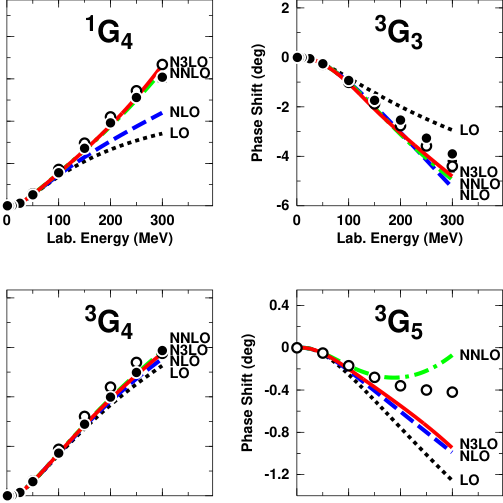 ¹G₄
N3LO
NNLO
NLO
LO
0
100
200
300
Lab. Energy (MeV)
³G₃
2
0
-2
-4
-6
Phase Shift (deg)
LO
N3LO
NNLO
NLO
0
100
200
300
Lab. Energy (MeV)
³G₄
NNLO
N3LO
NLO
LO
³G₅
0.4
0
-0.4
-0.8
-1.2
Phase Shift (deg)
NNLO
N3LO
NLO
LO